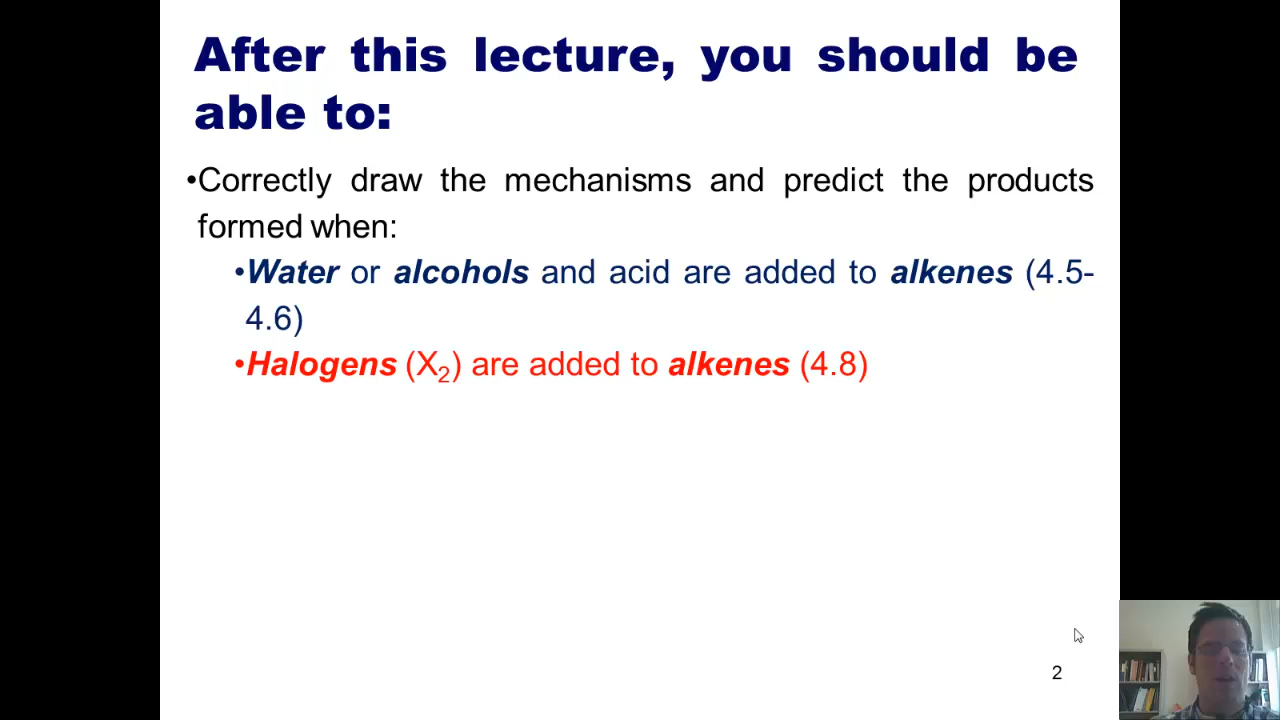 After this lecture, you should be
able to:
•Correctly draw the mechanisms and predict the products
formed when:
•Water or alcohols and acid are added to alkenes (4.5-
4.6)
•Halogens (X₂) are added to alkenes (4.8)
2